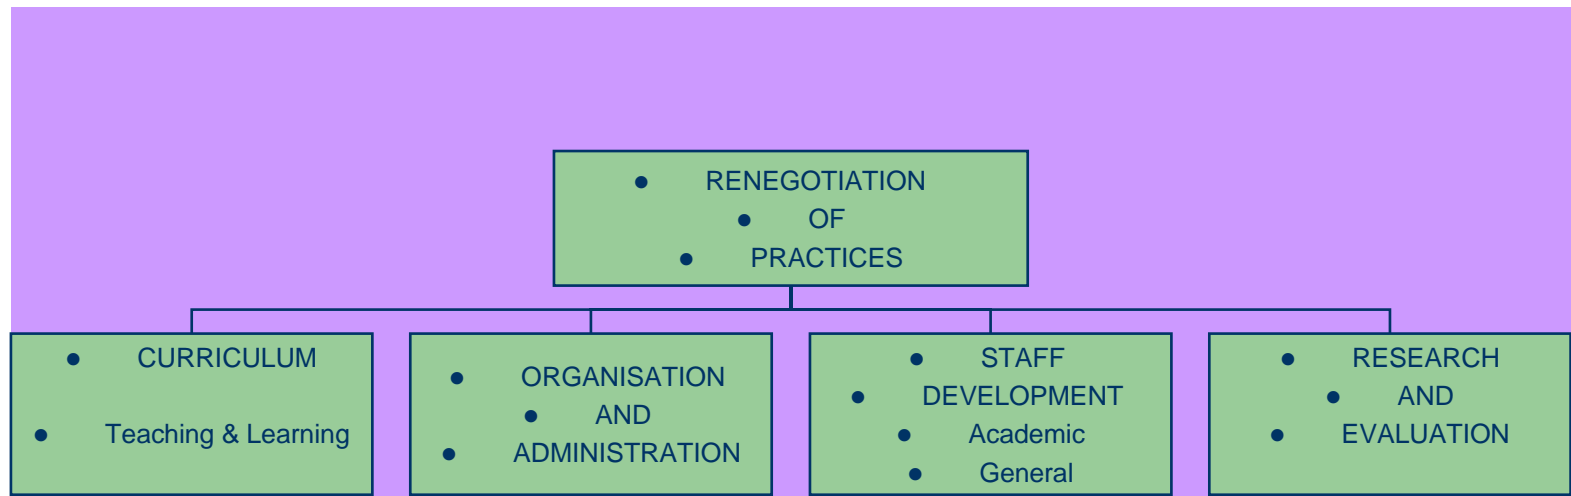 ● RENEGOTIATION
● OF
● PRACTICES
● CURRICULUM
● Teaching & Learning
● ORGANISATION
● AND
● ADMINISTRATION
● STAFF
● DEVELOPMENT
● Academic
● General
● RESEARCH
● AND
● EVALUATION